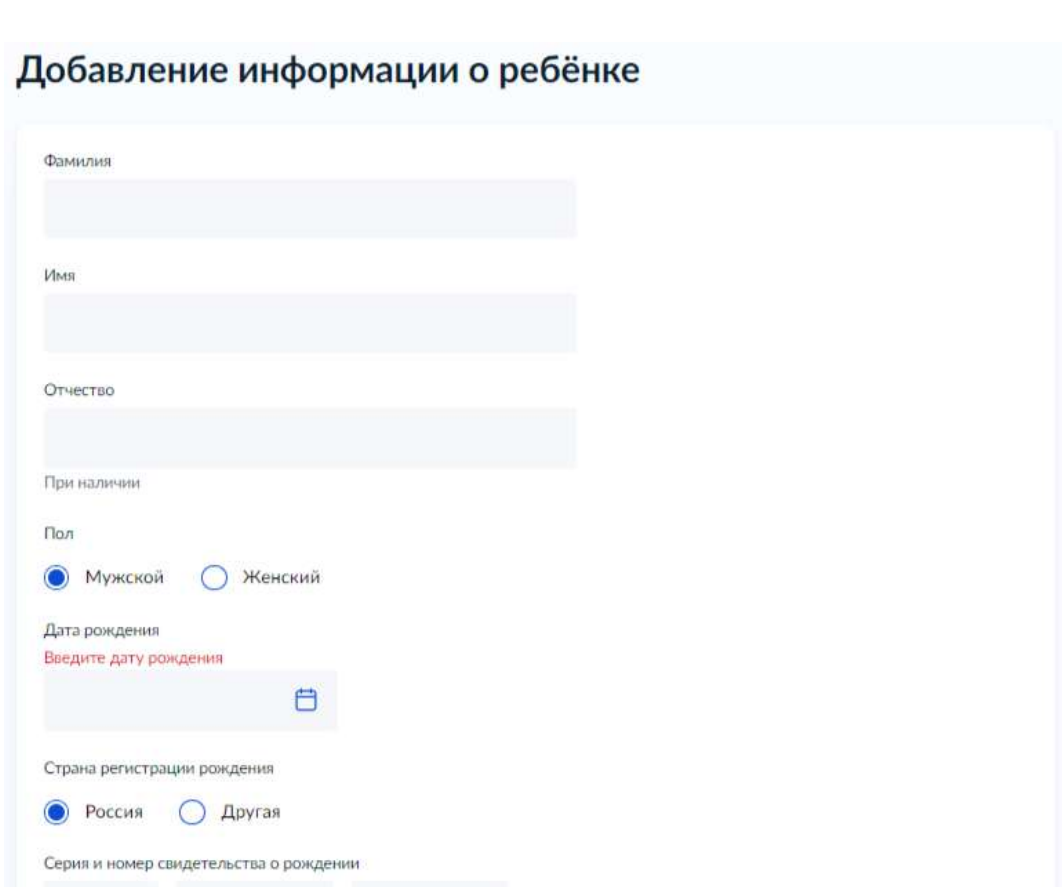 Добавление информации о ребёнке
Фамилия
Имя
Отчество
При наличии
Пол
Мужской Женский
Дата рождения
Введите дату рождения
Страна регистрации рождения
Россия Другая
Серия и номер свидетельства о рождении